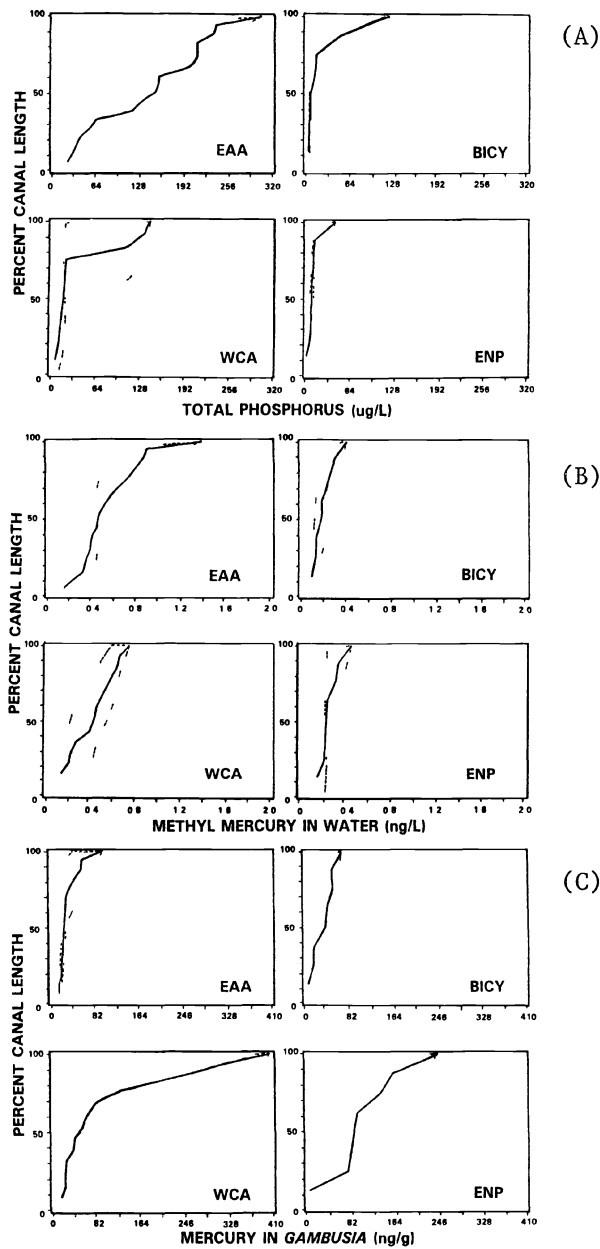 (A)
PERCENT CANAL LENGTH
100
50
0
EAA
0 64 128 192 256 320
100
50
0
BICY
0 64 128 192 256 320
100
50
0
WCA
0 64 128 192 256 320
100
50
0
ENP
0 64 128 192 256 320
TOTAL PHOSPHORUS (ug/L)
(B)
PERCENT CANAL LENGTH
100
50
0
EAA
0 0 4 0 8 1 2 1 6 2 0
100
50
0
BICY
0 0 4 0 8 1 2 1 6 2 0
100
50
0
WCA
0 0 4 0 8 1 2 1 6 2 0
100
50
0
ENP
0 0 4 0 8 1 2 1 6 2 0
METHYL MERCURY IN WATER (ng/L)
(C)
PERCENT CANAL LENGTH
100
50
0
EAA
0 82 164 246 328 410
100
50
0
BICY
0 82 164 246 328 410
100
50
0
WCA
0 82 164 246 328 410
100
50
0
ENP
0 82 164 246 328 410
MERCURY IN GAMBUSIA (ng/g)